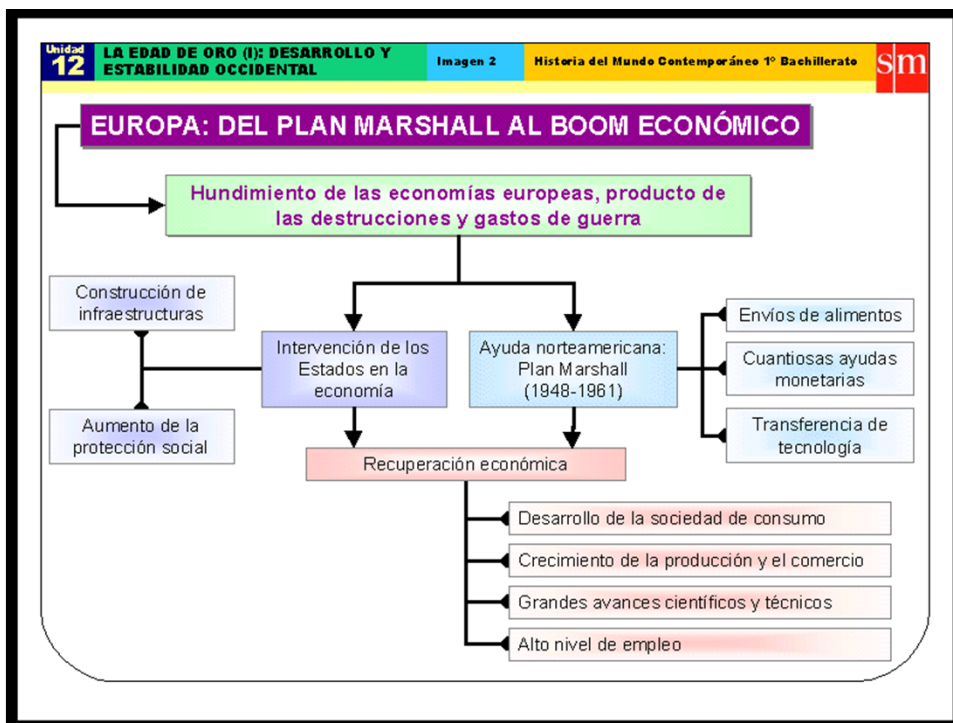 Unidad
12
LA EDAD DE ORO (I): DESARROLLO Y
ESTABILIDAD OCCIDENTAL
Imagen 2
Historia del Mundo Contemporáneo 1º Bachillerato
sm
EUROPA: DEL PLAN MARSHALL AL BOOM ECONÓMICO
Hundimiento de las economías europeas, producto de
las destrucciones y gastos de guerra
Construcción de
infraestructuras
Aumento de la
protección social
Intervención de los
Estados en la
economía
Ayuda norteamericana:
Plan Marshall
(1948-1961)
Envíos de alimentos
Cuantiosas ayudas
monetarias
Transferencia de
tecnología
Recuperación económica
Desarrollo de la sociedad de consumo
Crecimiento de la producción y el comercio
Grandes avances científicos y técnicos
Alto nivel de empleo